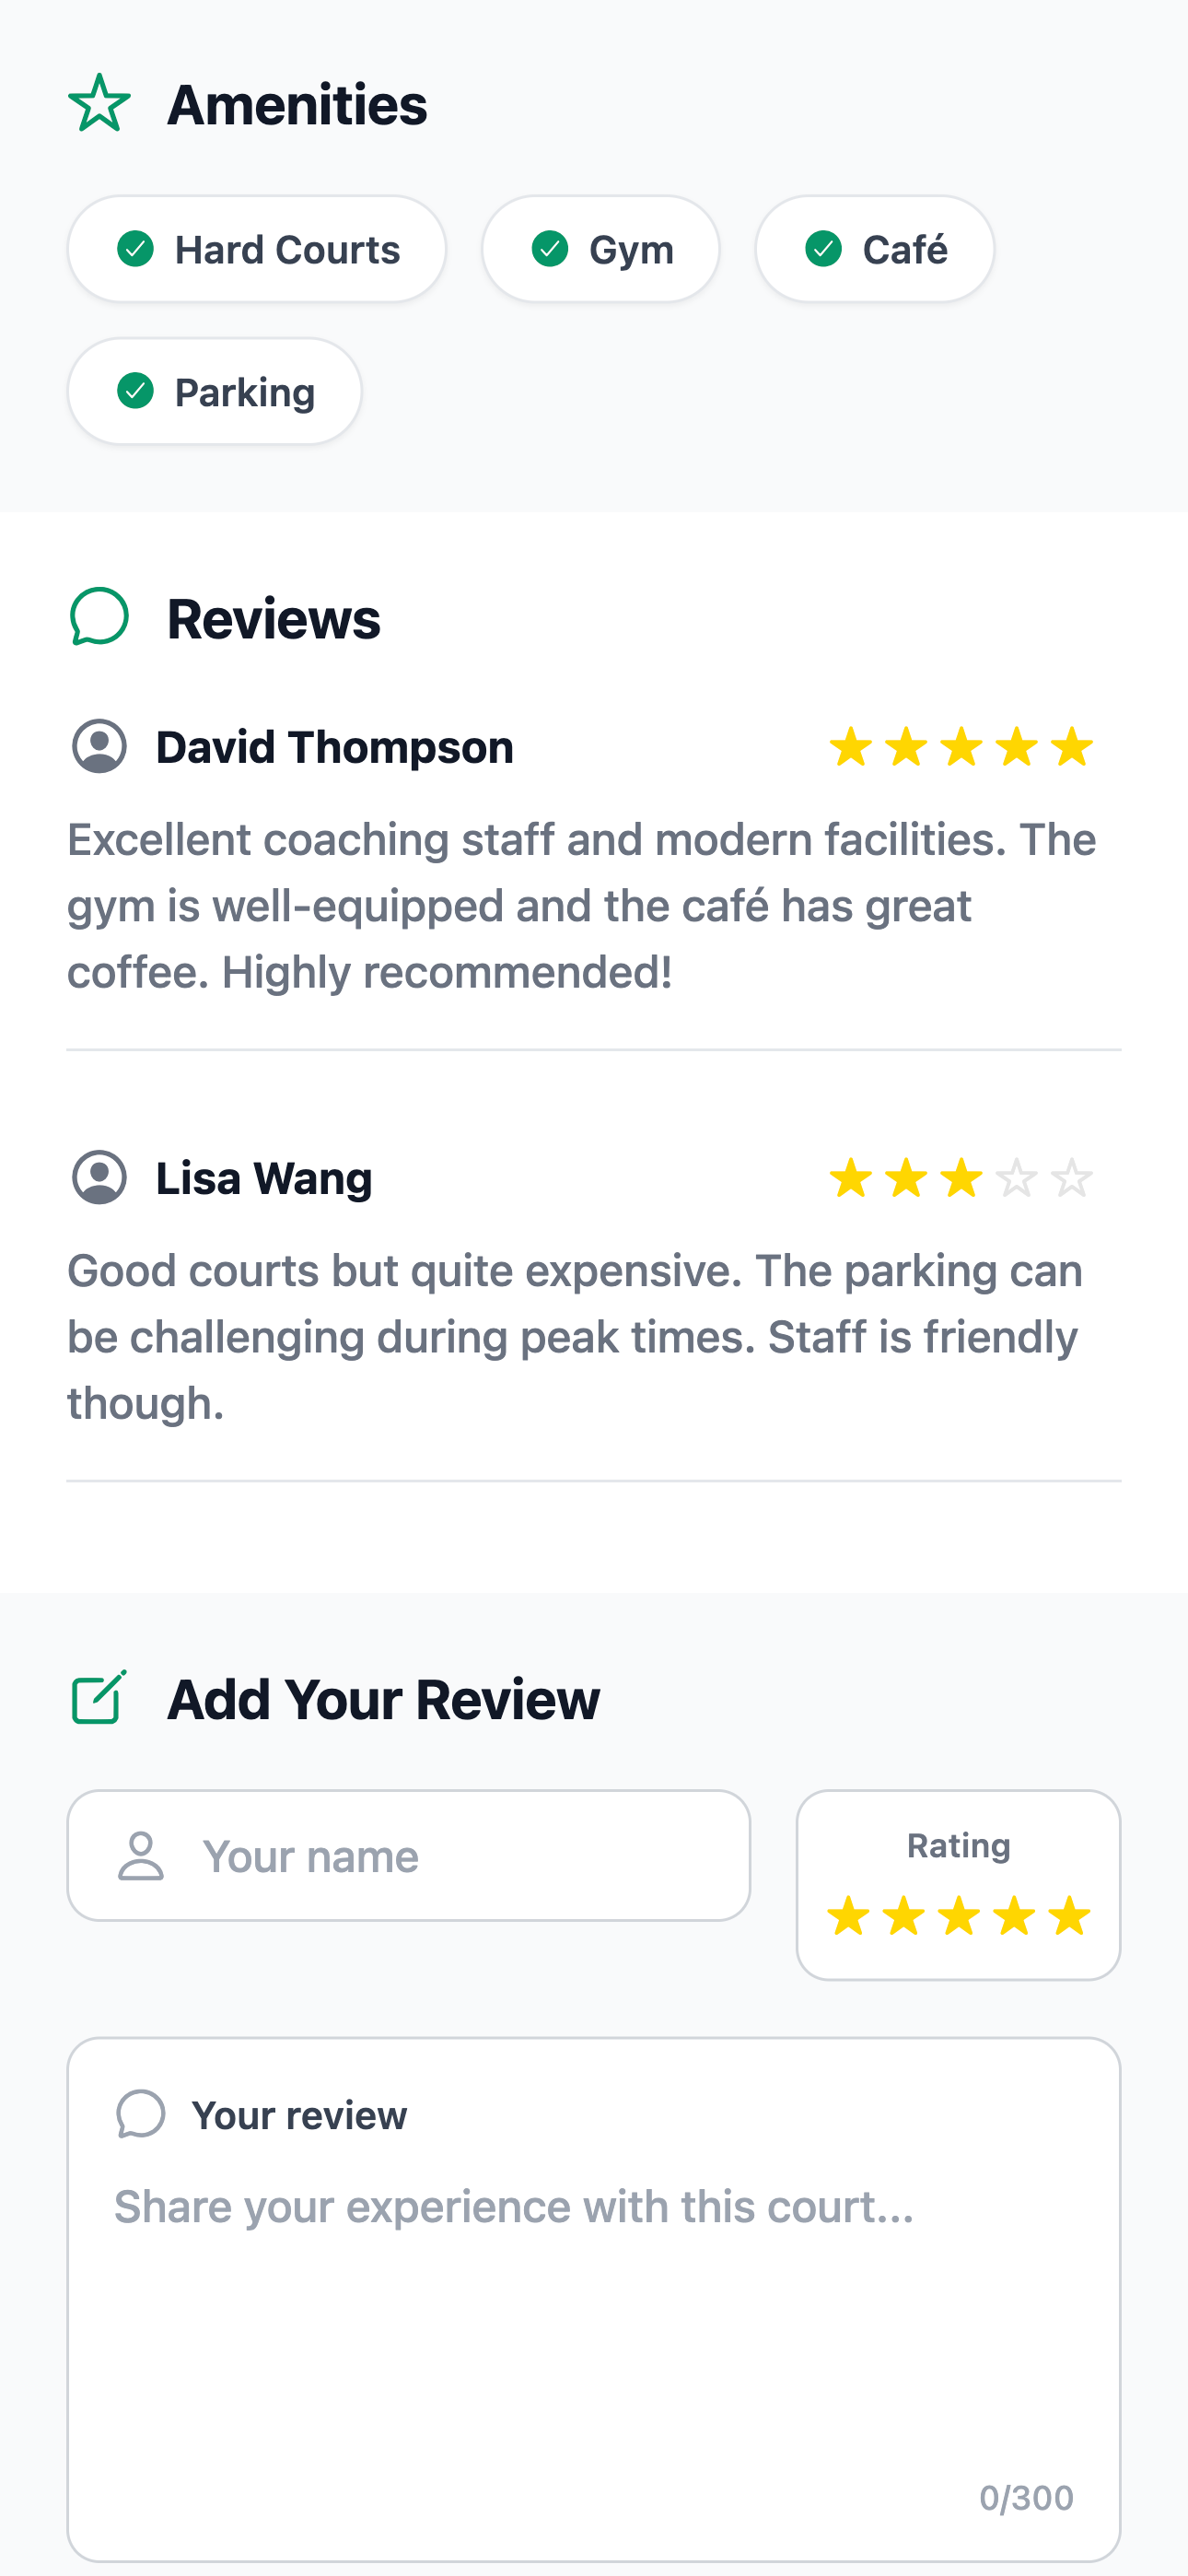 Amenities
Hard Courts
Gym
Café
Parking
Reviews
David Thompson
Excellent coaching staff and modern facilities. The
gym is well-equipped and the café has great
coffee. Highly recommended!
Lisa Wang
Good courts but quite expensive. The parking can
be challenging during peak times. Staff is friendly
though.
Add Your Review
Your name
Rating
Your review
Share your experience with this court...
0/300